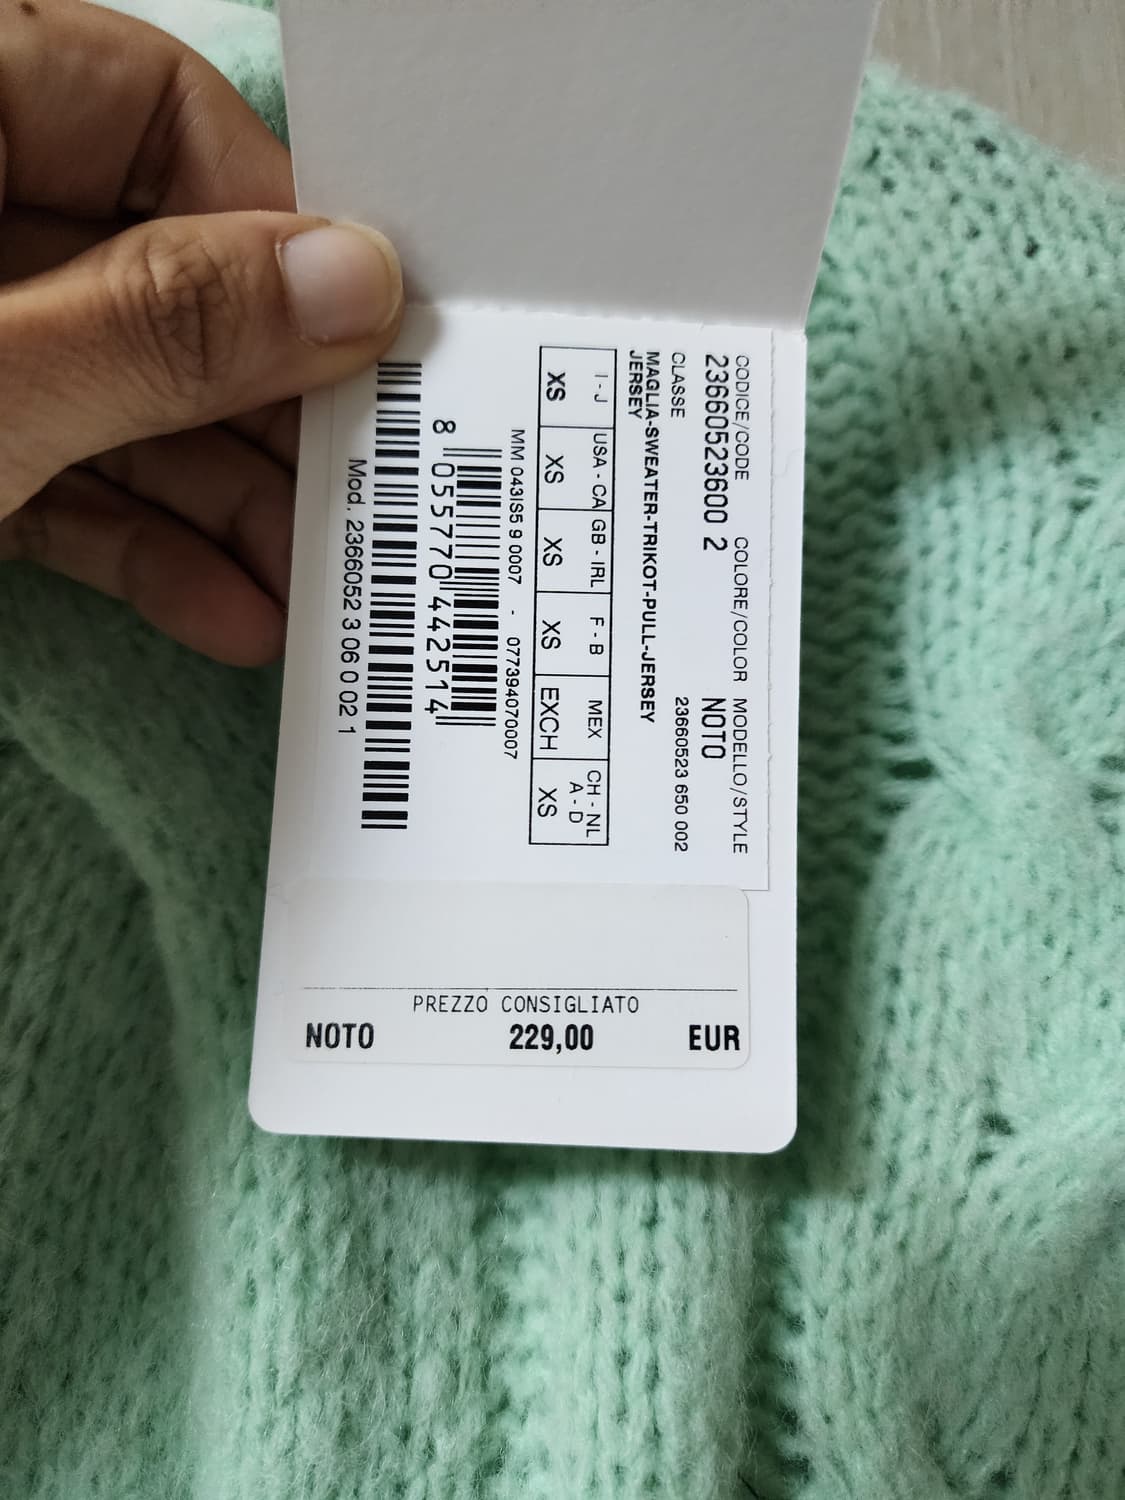 CODICE/CODE COLORE/COLOR MODELLO/STYLE
23660523600 2 NOTO
CLASSE 23660523 650 002
MAGLIA-SWEATER-TRIKOT-PULL-JERSEY
JERSEY
I - J USA - CA GB - IRL F - B MEX CH - NL A - D
XS XS XS XS EXCH XS
MM 043IS5 9 0007 - 077394070007
8 055770 442514
Mod. 2366052 3 06 0 02 1
PREZZO CONSIGLIATO
NOTO 229,00 EUR